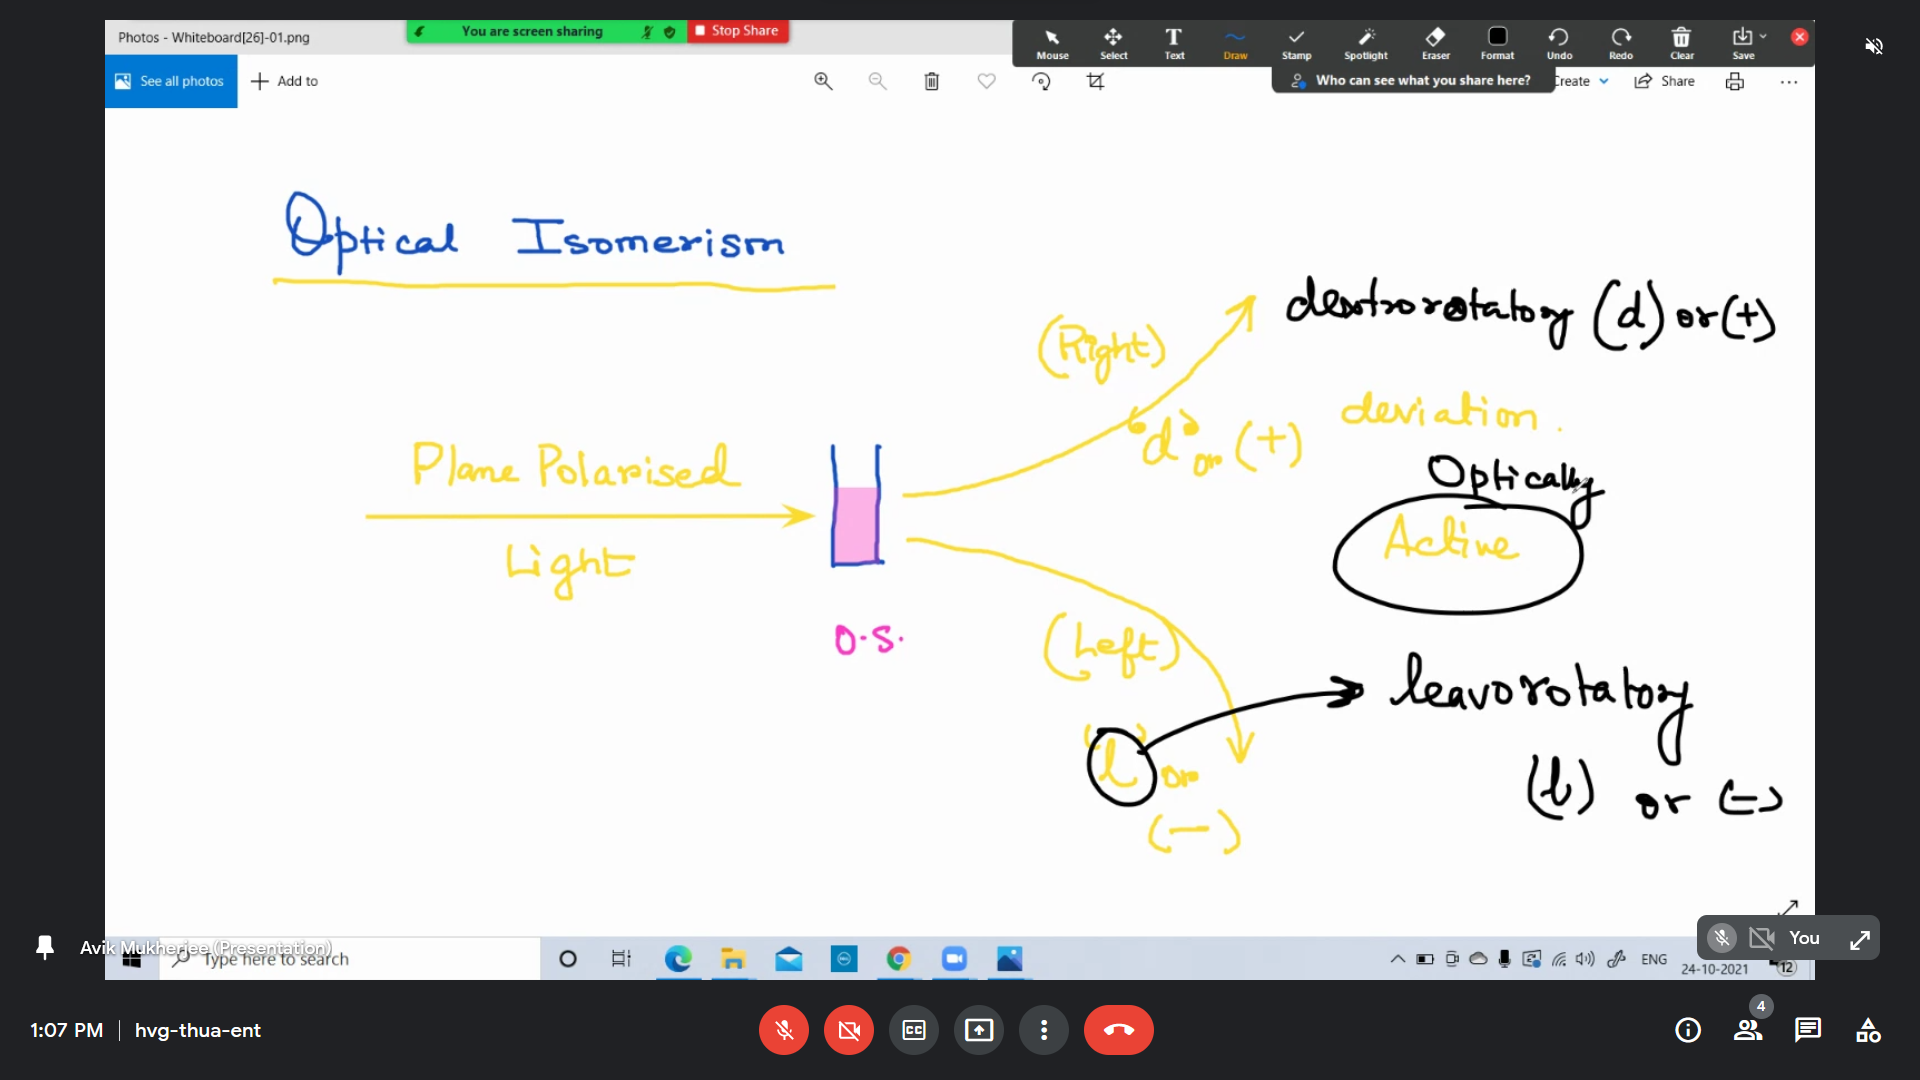 Photos - Whiteboard[26]-01.png
You are screen sharing
Stop Share
Mouse
Select
Text
Draw
Stamp
Spotlight
Eraser
Format
Undo
Redo
Clear
Save
See all photos
Add to
Who can see what you share here?
Create
Share
Optical Isomerism
dextrorotatory (d) or (+)
(Right)
"d" or (+)
deviation.
Optically
Active
Plane Polarised
Light
O.S.
(Left)
"l" or
(-)
leavorotatory
(l) or (-)
Avik Mukherjee (Presentation)
Type here to search
ENG
24-10-2021
12
You
1:07 PM | hvg-thua-ent
CC
4